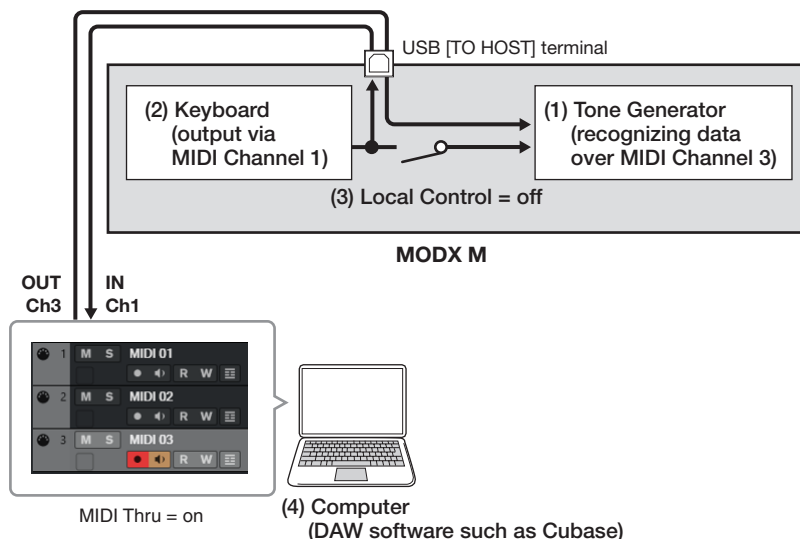 USB [TO HOST] terminal
(2) Keyboard
(output via
MIDI Channel 1)
(1) Tone Generator
(recognizing data
over MIDI Channel 3)
(3) Local Control = off
MODX M
OUT
Ch3
IN
Ch1
1 M S MIDI 01
R W
2 M S MIDI 02
R W
3 M S MIDI 03
R W
MIDI Thru = on
(4) Computer
(DAW software such as Cubase)